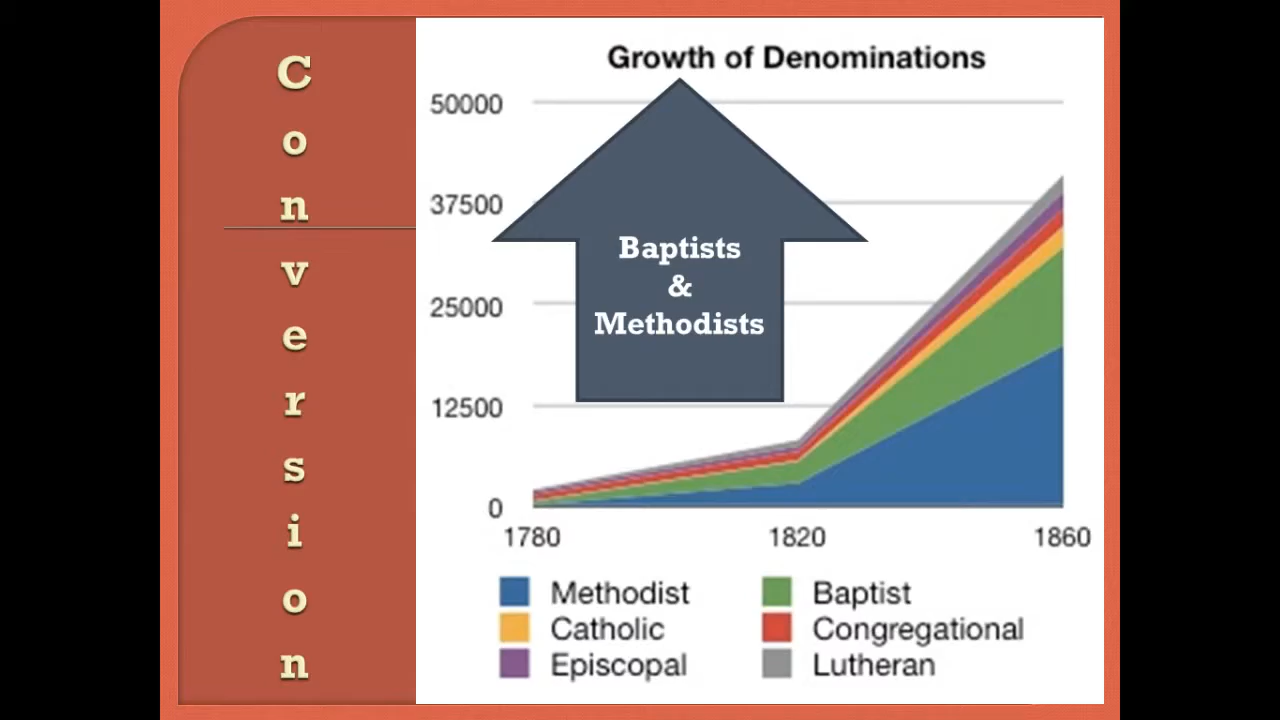 C
o
n
v
e
r
s
i
o
n
Growth of Denominations
50000
37500
25000
12500
0
Baptists
&
Methodists
1780 1820 1860
Methodist Baptist
Catholic Congregational
Episcopal Lutheran